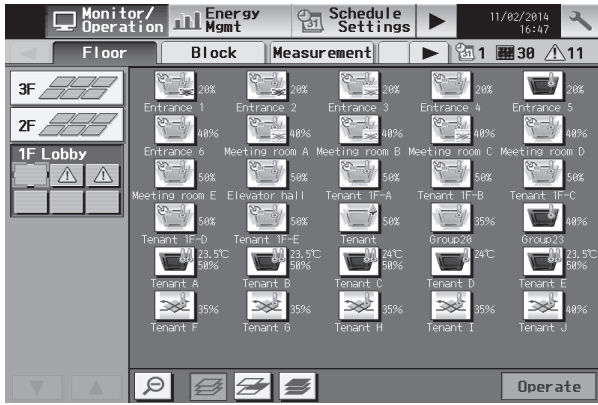 Monitor/ Operation
Energy Mgmt
Schedule Settings
11/02/2014
16:47
Floor Block Measurement 31 1 30 11
3F
2F
1F Lobby
20% 20% 20% 20% 20%
Entrance 1 Entrance 2 Entrance 3 Entrance 4 Entrance 5
40% 40% 40% 40% 40%
Entrance 6 Meeting room A Meeting room B Meeting room C Meeting room D
50% 50% 50% 50% 50%
Meeting room E Elevator hall Tenant 1F-A Tenant 1F-B Tenant 1F-C
50% 50% 50% 35% 40%
Tenant 1F-D Tenant 1F-E Tenant Group20 Group23
23.5℃ 23.5℃ 24℃ 24℃ 23.5℃
50% 50% 50% 50%
Tenant A Tenant B Tenant C Tenant D Tenant E
35% 35% 35% 35% 40%
Tenant F Tenant G Tenant H Tenant I Tenant J
Operate